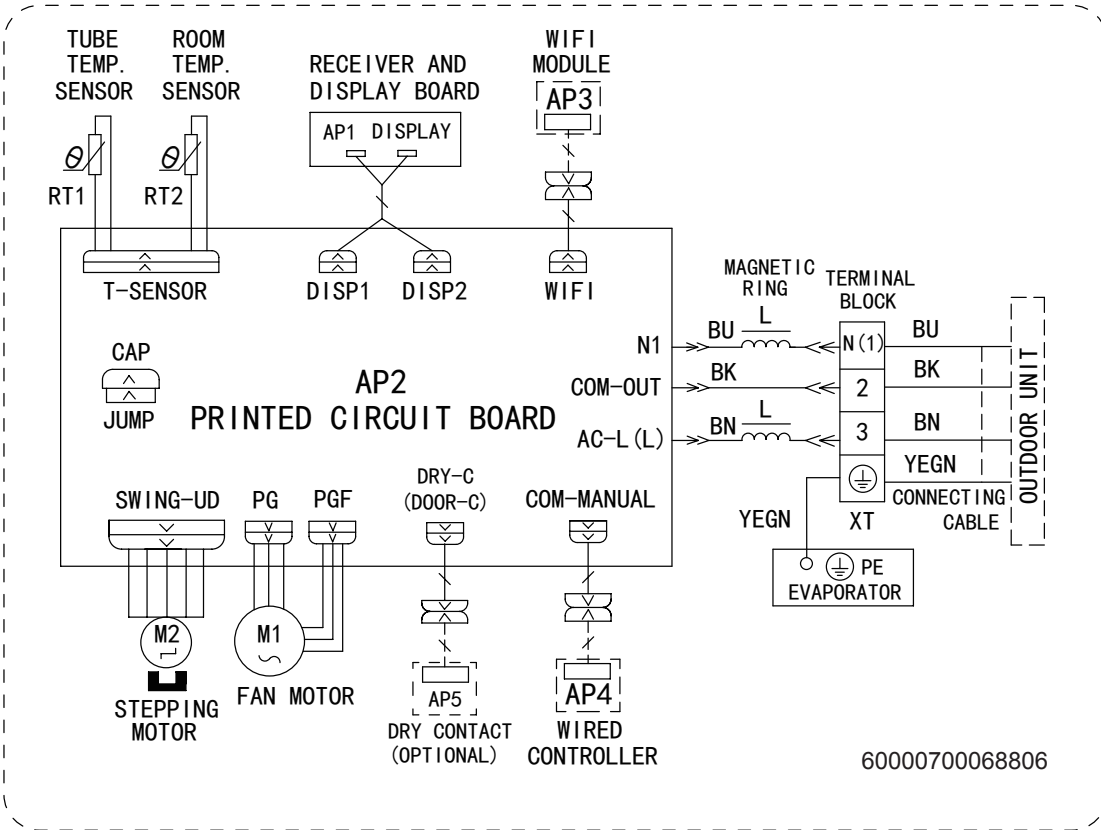 TUBE
TEMP.
SENSOR
ROOM
TEMP.
SENSOR
RECEIVER AND
DISPLAY BOARD
WIFI
MODULE
AP1 DISPLAY
AP3
θ
RT1
θ
RT2
T-SENSOR
DISP1
DISP2
WIFI
MAGNETIC
RING
TERMINAL
BLOCK
CAP
JUMP
AP2
PRINTED CIRCUIT BOARD
N1
BU
L
N(1)
BU
COM-OUT
BK
2
BK
AC-L(L)
BN
L
3
BN
YEGN
CONNECTING
CABLE
OUTDOOR UNIT
XT
YEGN
PE
EVAPORATOR
SWING-UD
PG
PGF
DRY-C
(DOOR-C)
COM-MANUAL
M2
STEPPING
MOTOR
M1
FAN MOTOR
AP5
DRY CONTACT
(OPTIONAL)
AP4
WIRED
CONTROLLER
60000700068806